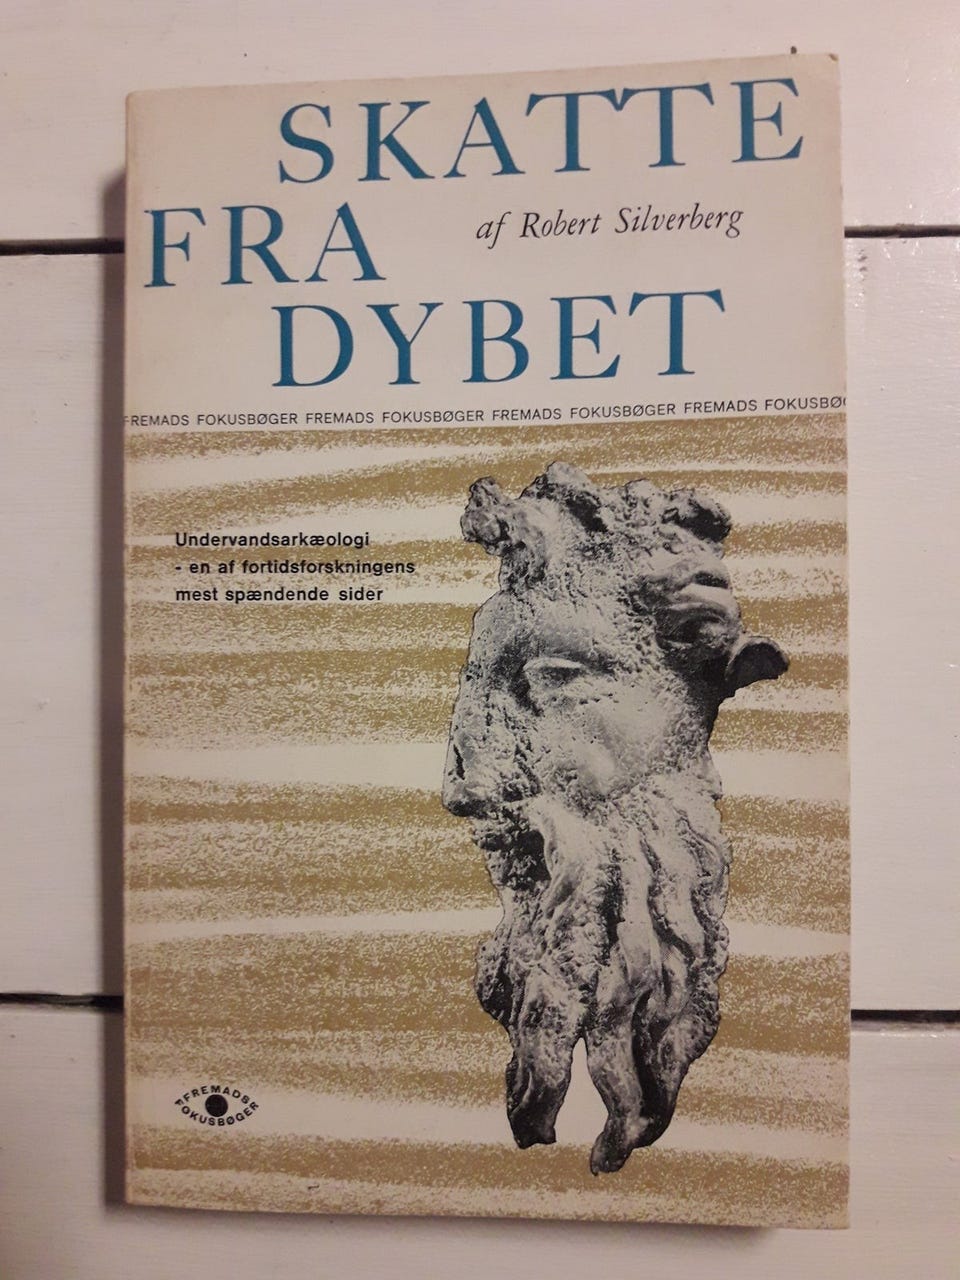 SKATTE
FRA
af Robert Silverberg
DYBET
FREMADS FOKUSBØGER FREMADS FOKUSBØGER FREMADS FOKUSBØGER FREMADS FOKUSBØG
Undervandsarkæologi
- en af fortidsforskningens
mest spændende sider
FREMADS
FOKUSBØGER